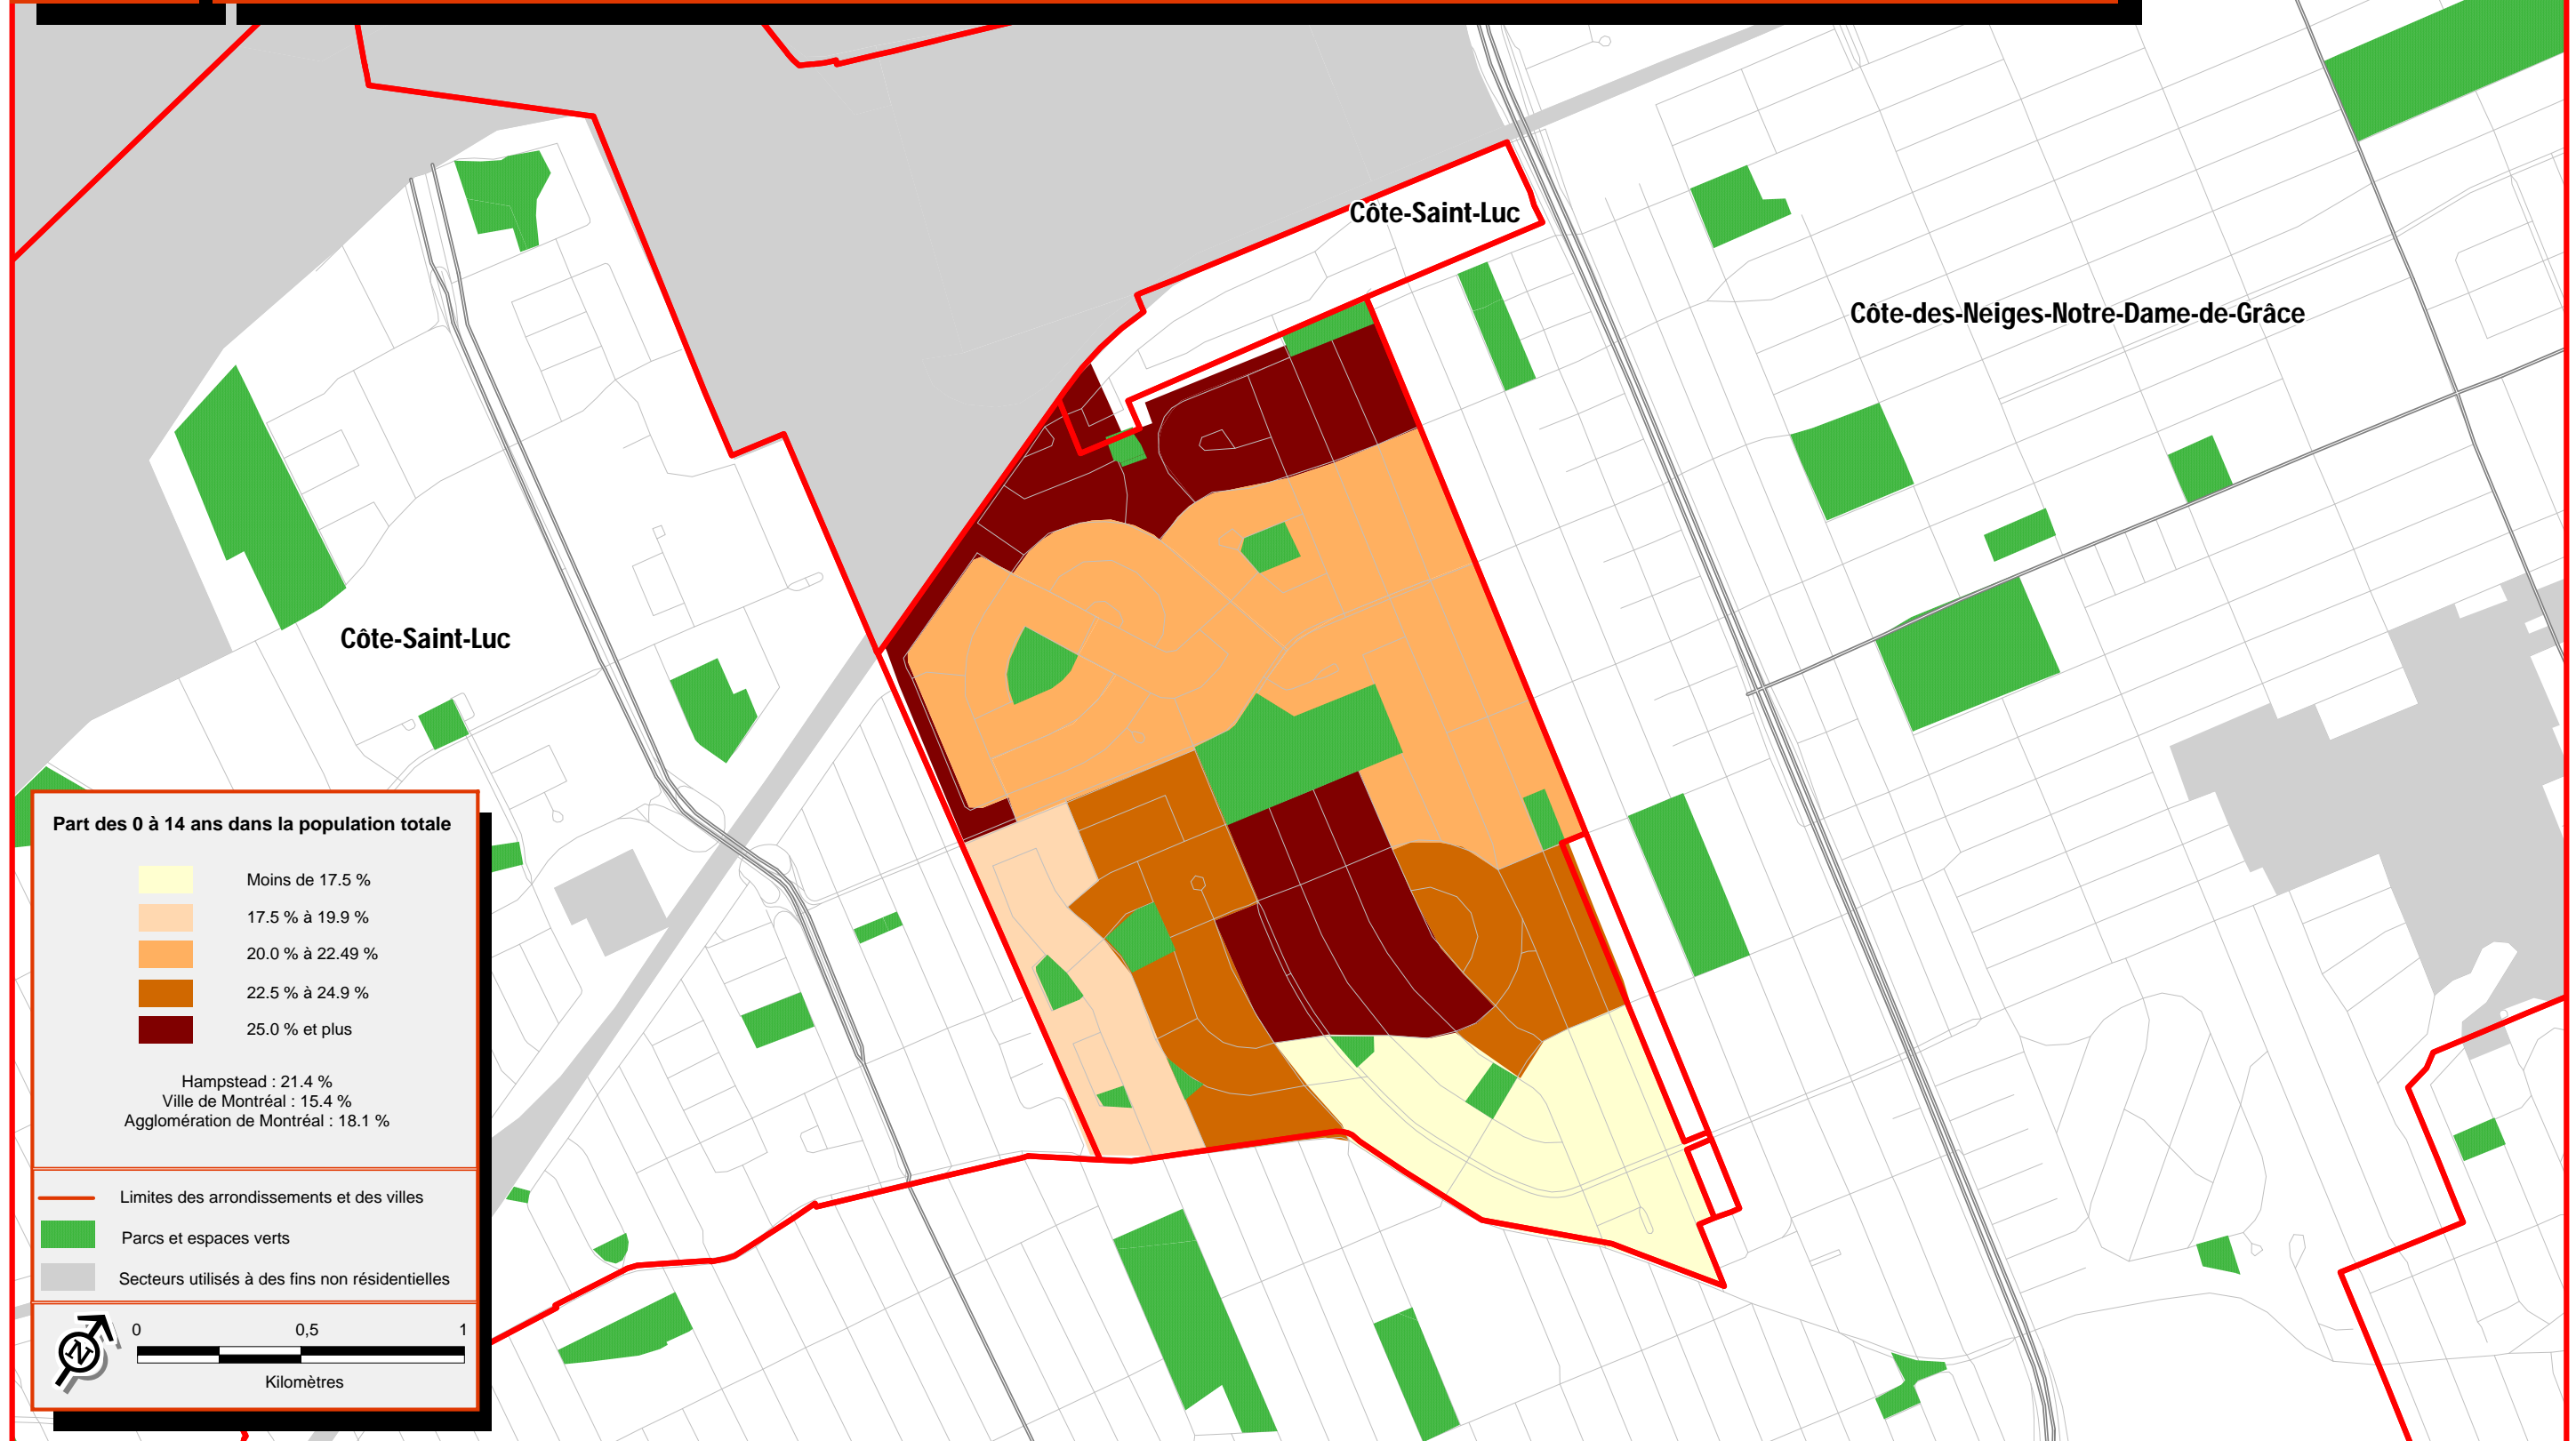 Côte-Saint-Luc
Côte-des-Neiges-Notre-Dame-de-Grâce
Côte-Saint-Luc
Part des 0 à 14 ans dans la population totale
Moins de 17.5 %
17.5 % à 19.9 %
20.0 % à 22.49 %
22.5 % à 24.9 %
25.0 % et plus
Hampstead : 21.4 %
Ville de Montréal : 15.4 %
Agglomération de Montréal : 18.1 %
Limites des arrondissements et des villes
Parcs et espaces verts
Secteurs utilisés à des fins non résidentielles
N
0 0,5 1
Kilomètres